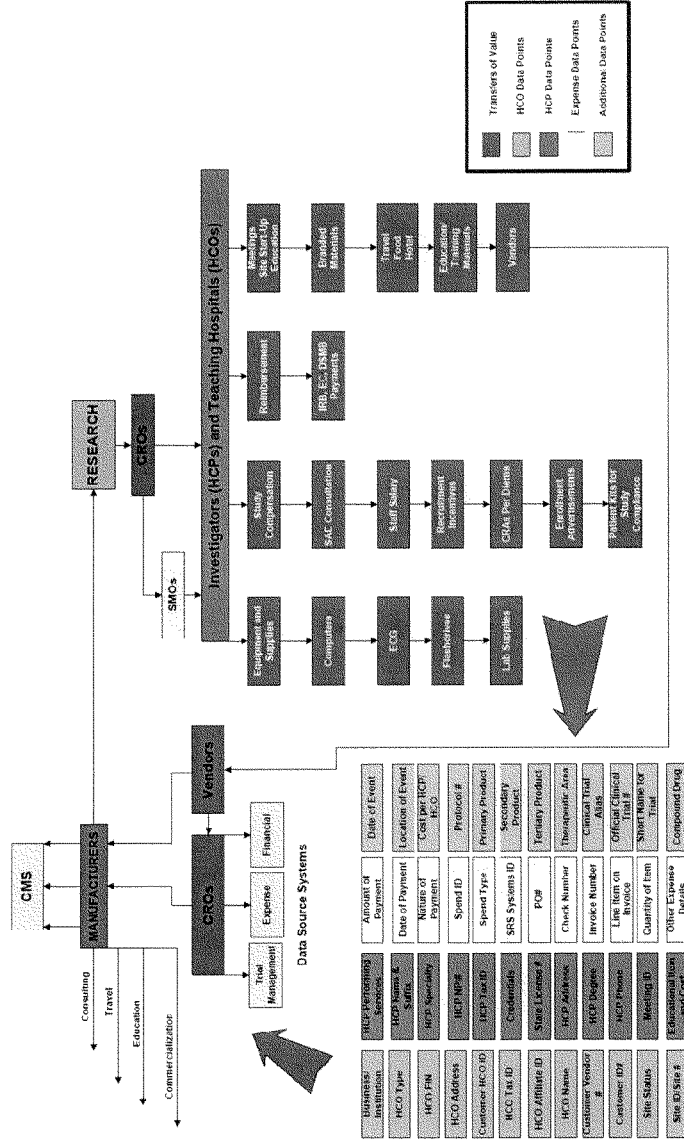 CMS
MANUFACTURERS
Consulting
Travel
Education
Commercialization
RESEARCH
CROs
SMOs
Investigators (HCPs) and Teaching Hospitals (HCOs)
Equipment and
Supplies
Computers
ECG
Flashdrive
Lab Supplies
Study
Compensation
SAE Consultation
Staff Salary
Recruitment
Incentives
CRAs Per Diems
Enrollment
Advertisements
Patient Kits for
Study
Compliance
Reimbursement
IRB, EC, DSMB
Payments
Meetings
Site Start-Up
Education
Branded
Materials
Travel
Food
Hotel
Education/
Training
Materials
Vendors
Transfers of Value
HCO Data Points
HCP Data Points
Expense Data Points
Additional Data Points
Vendors
CROs
Trial
Management
Expense
Financial
Data Source Systems
Business/
Institution
HCO Type
HCO FIN
HCO Address
Customer HCO ID
HCO Tax ID
HCO Affiliate ID
HCO Name
Customer Vendor
#
Customer ID#
Site Status
Site ID/Site #
HCP Performing
Services
HCP Name &
Suffix
HCP Specialty
HCP NPI#
HCP Tax ID
Credentials
State License #
HCP Address
HCP Degree
HCP Phone
Meeting ID
Educational Item
and Cost
Amount of
Payment
Date of Payment
Nature of
Payment
Spend ID
Spend Type
SRS Systems ID
PO#
Check Number
Invoice Number
Line Item on
Invoice
Quantity of Item
Other Expense
Details
Date of Event
Location of Event
Cost per HCP/
HCO
Protocol #
Primary Product
Secondary
Product
Tertiary Product
Therapeutic Area
Clinical Trial
Alias
Official Clinical
Trial #
Short Name for
Trial
Compound Drug